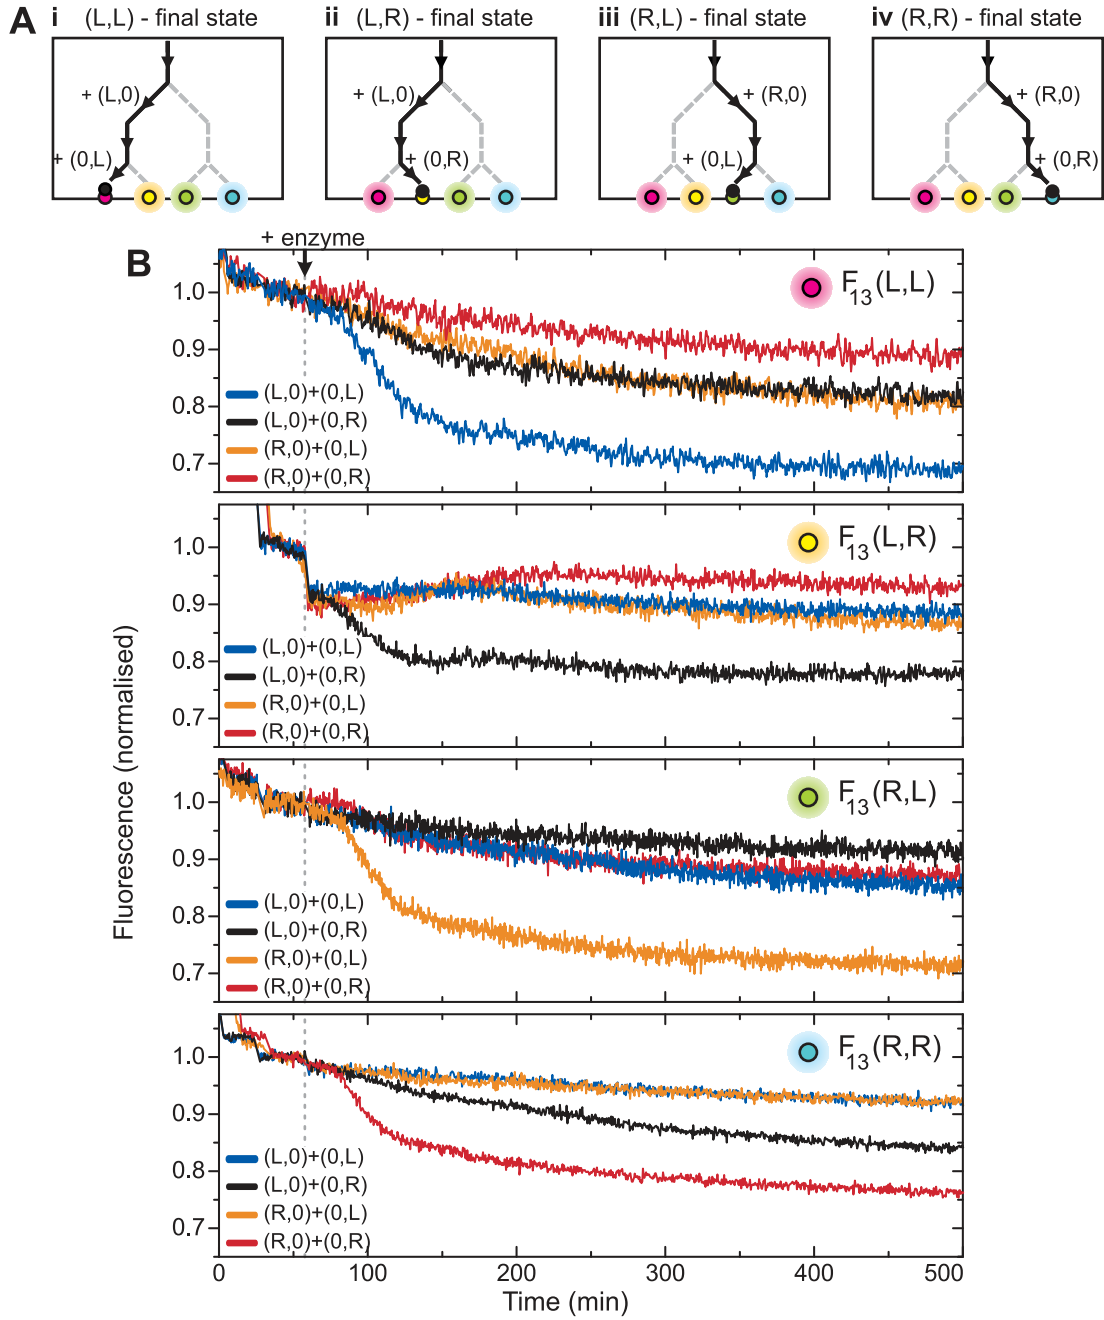 A
i (L,L) - final state
ii (L,R) - final state
iii (R,L) - final state
iv (R,R) - final state
+ (L,0)
+ (0,L)
+ (L,0)
+ (0,R)
+ (R,0)
+ (0,L)
+ (R,0)
+ (0,R)
B
+ enzyme
F13(L,L)
1.0
0.9
0.8
0.7
(L,0)+(0,L)
(L,0)+(0,R)
(R,0)+(0,L)
(R,0)+(0,R)
F13(L,R)
1.0
0.9
0.8
0.7
(L,0)+(0,L)
(L,0)+(0,R)
(R,0)+(0,L)
(R,0)+(0,R)
F13(R,L)
1.0
0.9
0.8
0.7
(L,0)+(0,L)
(L,0)+(0,R)
(R,0)+(0,L)
(R,0)+(0,R)
F13(R,R)
1.0
0.9
0.8
0.7
(L,0)+(0,L)
(L,0)+(0,R)
(R,0)+(0,L)
(R,0)+(0,R)
Fluorescence (normalised)
0 100 200 300 400 500
Time (min)